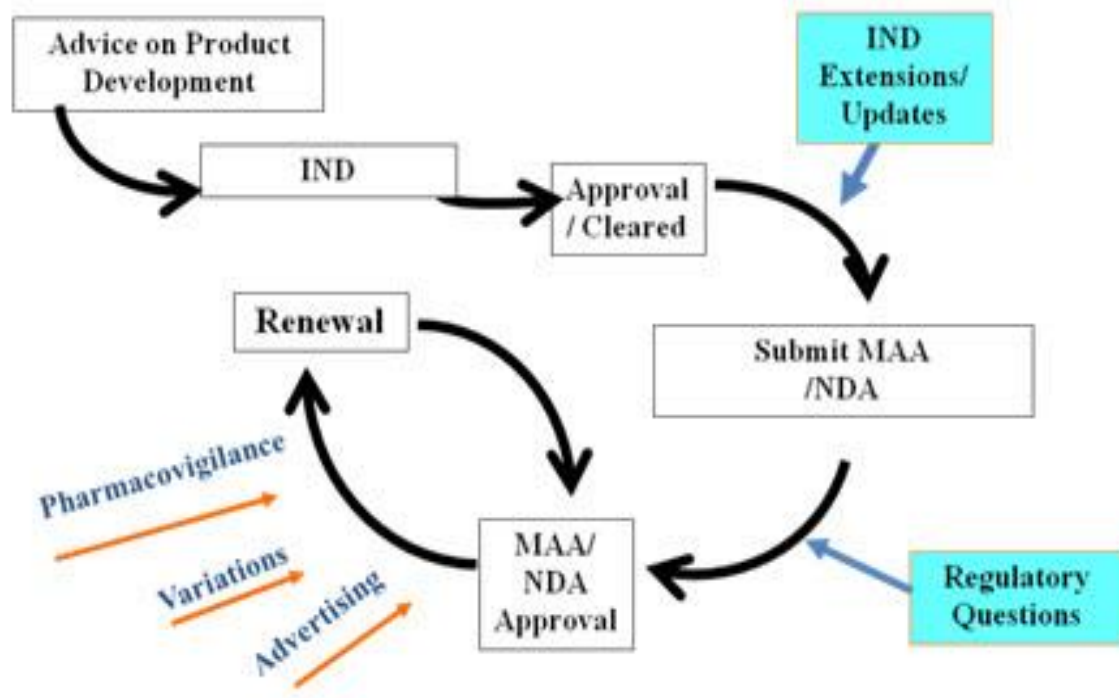 Advice on Product
Development
IND
Extensions/
Updates
IND
Approval
/ Cleared
Renewal
Submit MAA
/NDA
Pharmacovigilance
Variations
Advertising
MAA/
NDA
Approval
Regulatory
Questions